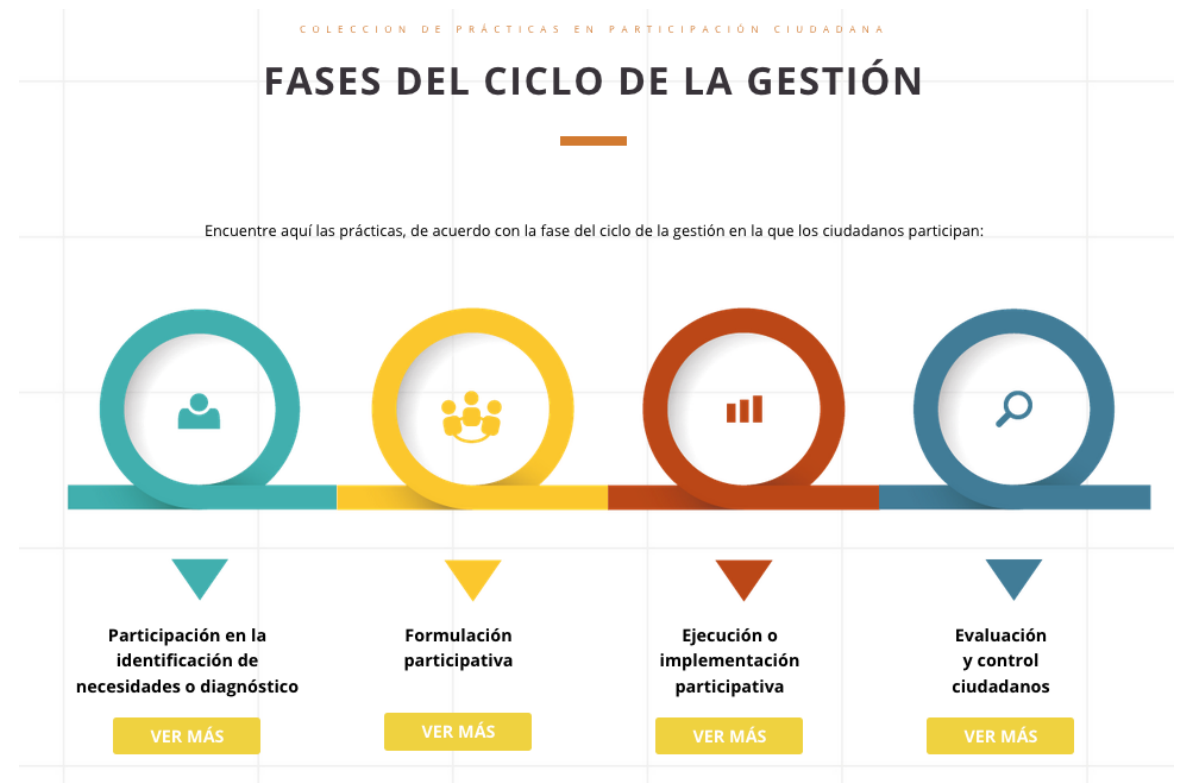 COLECCION DE PRÁCTICAS EN PARTICIPACIÓN CIUDADANA
FASES DEL CICLO DE LA GESTIÓN
Encuentre aquí las prácticas, de acuerdo con la fase del ciclo de la gestión en la que los ciudadanos participan:
Participación en la
identificación de
necesidades o diagnóstico
VER MÁS
Formulación
participativa
VER MÁS
Ejecución o
implementación
participativa
VER MÁS
Evaluación
y control
ciudadanos
VER MÁS